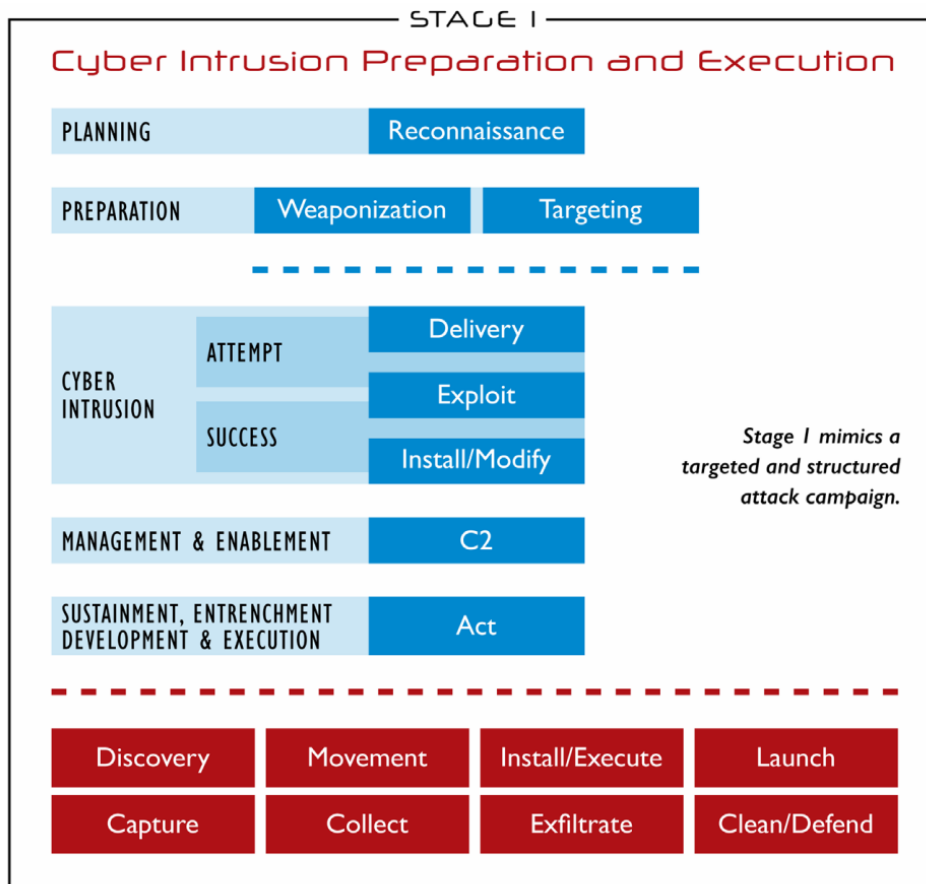 STAGE 1
Cyber Intrusion Preparation and Execution
PLANNING
Reconnaissance
PREPARATION
Weaponization
Targeting
CYBER
INTRUSION
ATTEMPT
Delivery
Exploit
SUCCESS
Install/Modify
Stage 1 mimics a
targeted and structured
attack campaign.
MANAGEMENT & ENABLEMENT
C2
SUSTAINMENT, ENTRENCHMENT
DEVELOPMENT & EXECUTION
Act
Discovery
Movement
Install/Execute
Launch
Capture
Collect
Exfiltrate
Clean/Defend